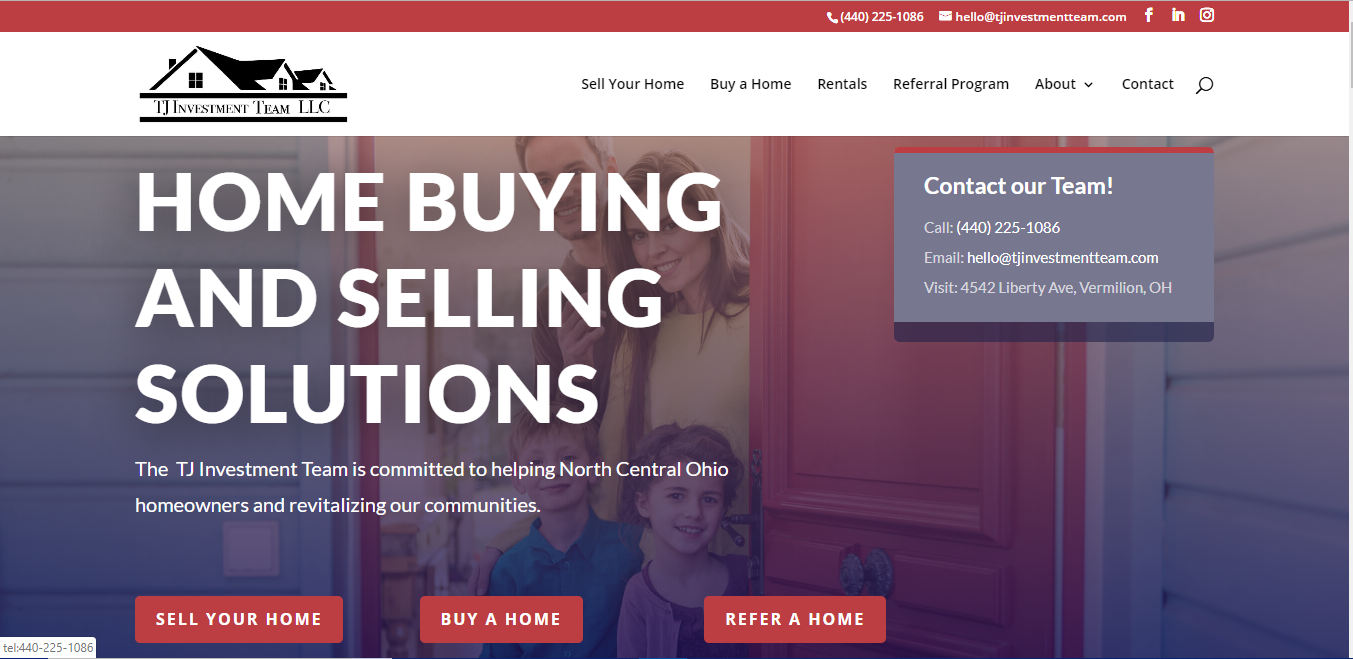 (440) 225-1086 hello@tjinvestmentteam.com
TJ Investment Team LLC
Sell Your Home Buy a Home Rentals Referral Program About Contact
HOME BUYING
AND SELLING
SOLUTIONS
The TJ Investment Team is committed to helping North Central Ohio
homeowners and revitalizing our communities.
SELL YOUR HOME BUY A HOME REFER A HOME
Contact our Team!
Call: (440) 225-1086
Email: hello@tjinvestmentteam.com
Visit: 4542 Liberty Ave, Vermilion, OH
tel:440-225-1086